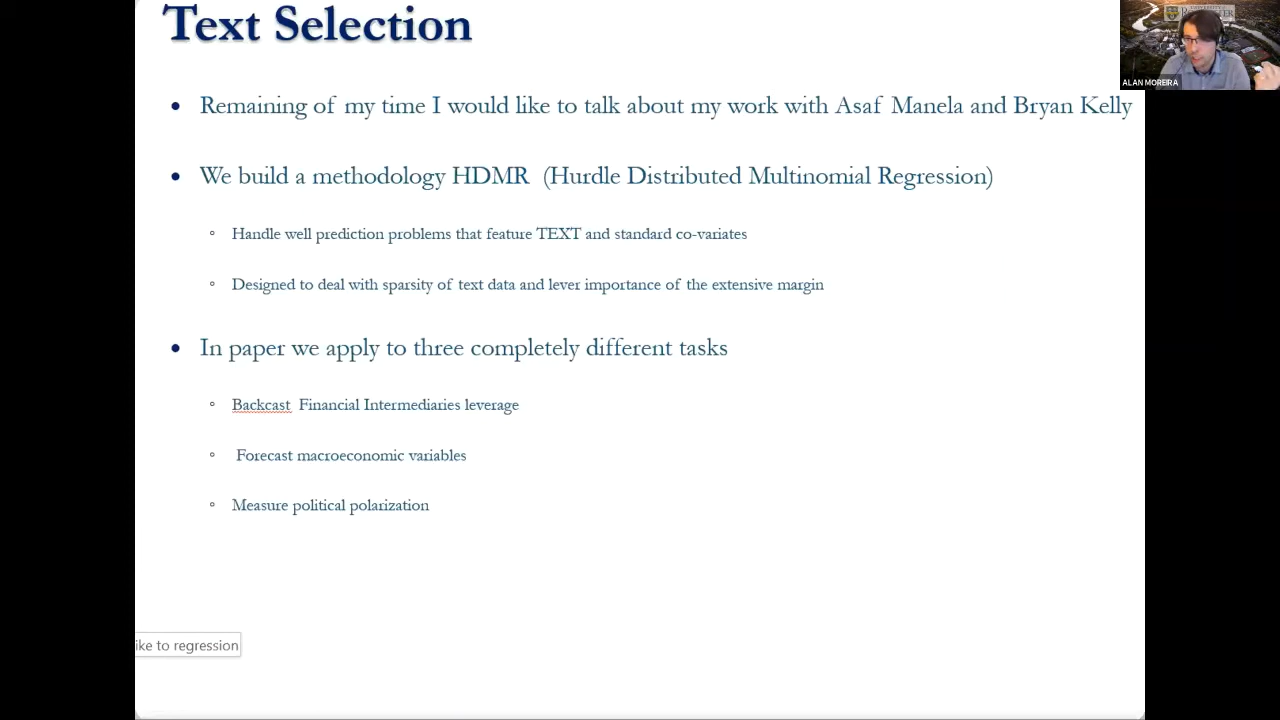 Text Selection
Remaining of my time I would like to talk about my work with Asaf Manela and Bryan Kelly
We build a methodology HDMR (Hurdle Distributed Multinomial Regression)
Handle well prediction problems that feature TEXT and standard co-variates
Designed to deal with sparsity of text data and lever importance of the extensive margin
In paper we apply to three completely different tasks
Backcast Financial Intermediaries leverage
Forecast macroeconomic variables
Measure political polarization
ike to regression
ALAN MOREIRA